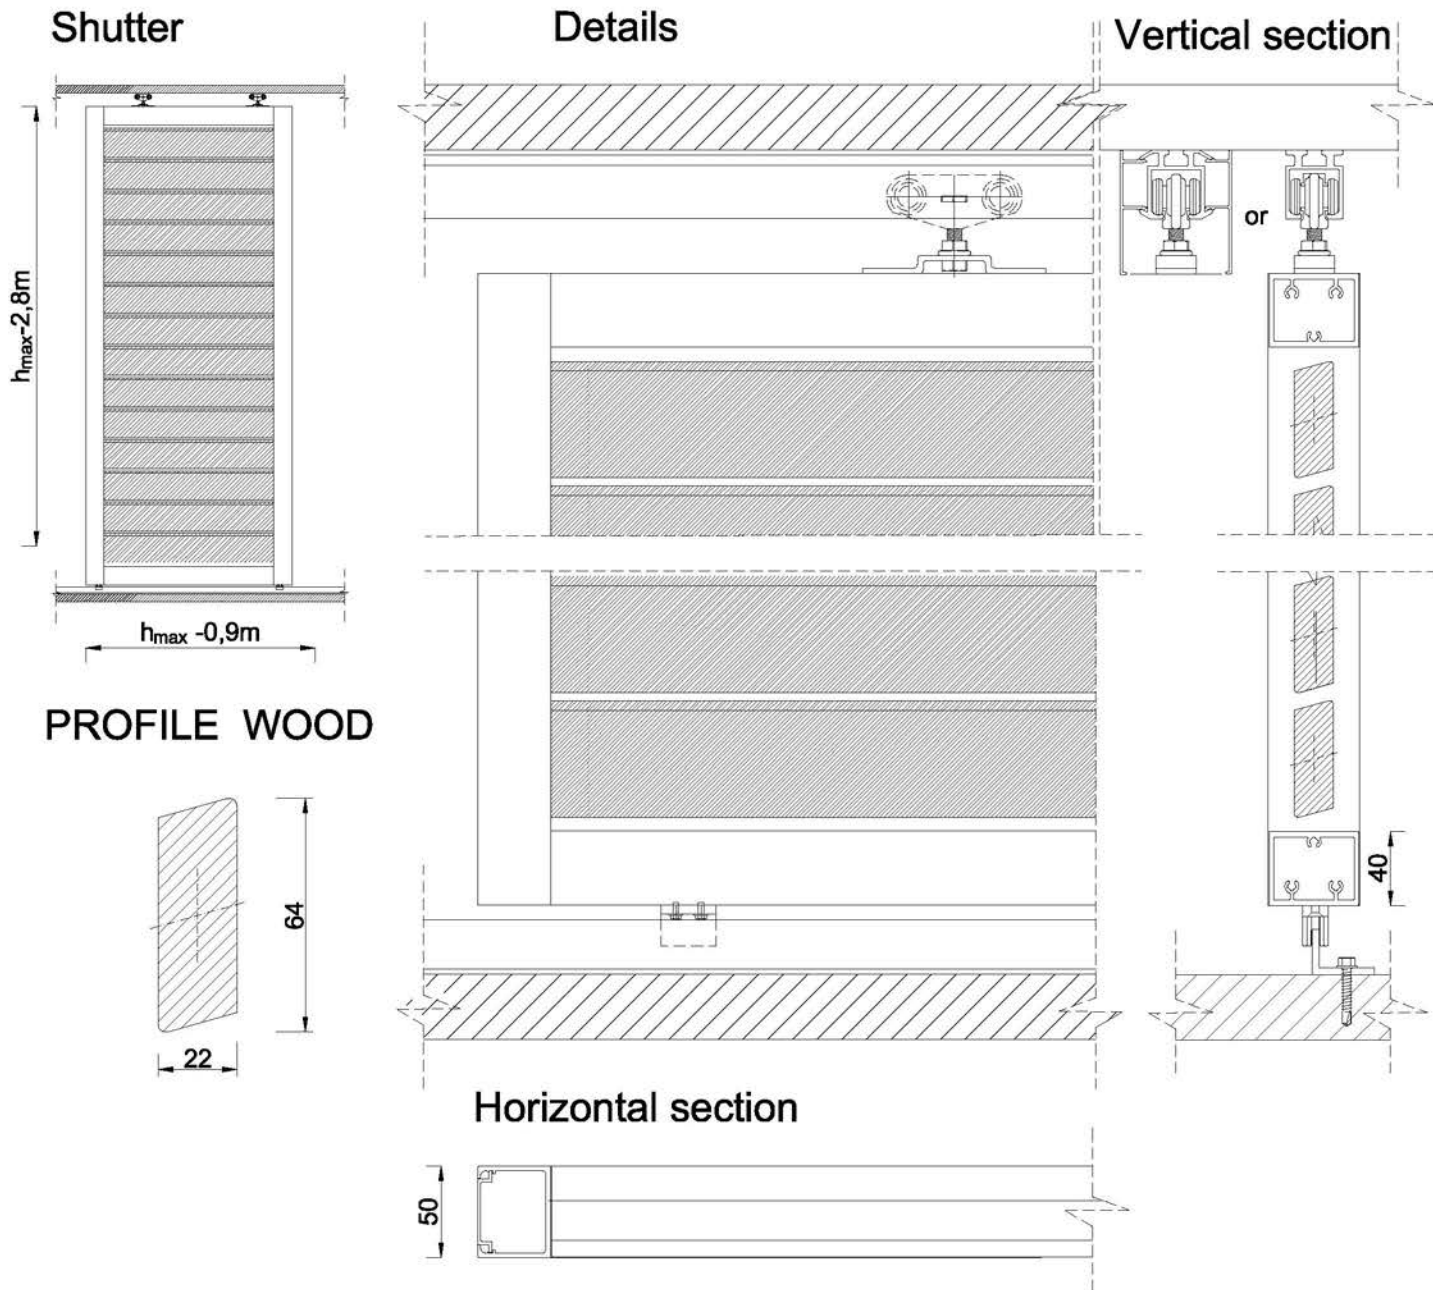 Shutter
Details
Vertical section
or
hmax-2,8m
hmax -0,9m
PROFILE WOOD
64
22
40
Horizontal section
50